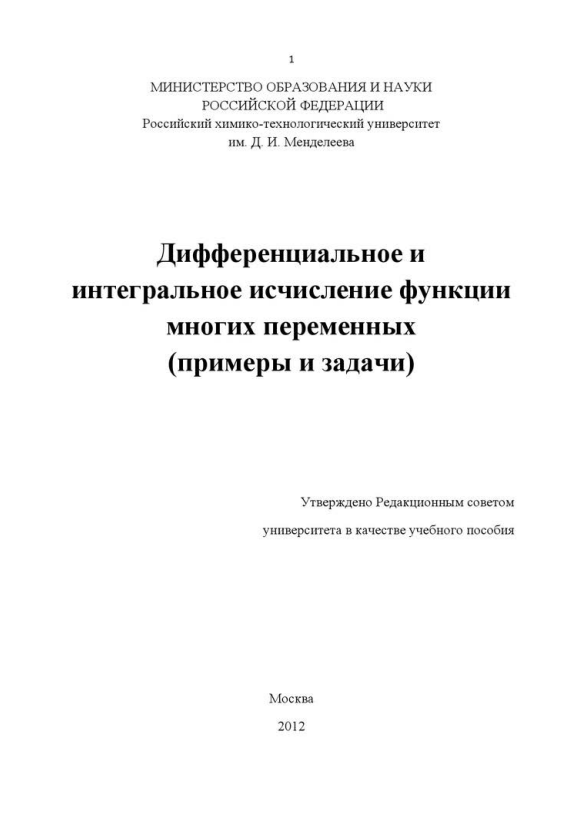 1
МИНИСТЕРСТВО ОБРАЗОВАНИЯ И НАУКИ
РОССИЙСКОЙ ФЕДЕРАЦИИ
Российский химико-технологический университет
им. Д. И. Менделеева
Дифференциальное и
интегральное исчисление функции
многих переменных
(примеры и задачи)
Утверждено Редакционным советом
университета в качестве учебного пособия
Москва
2012